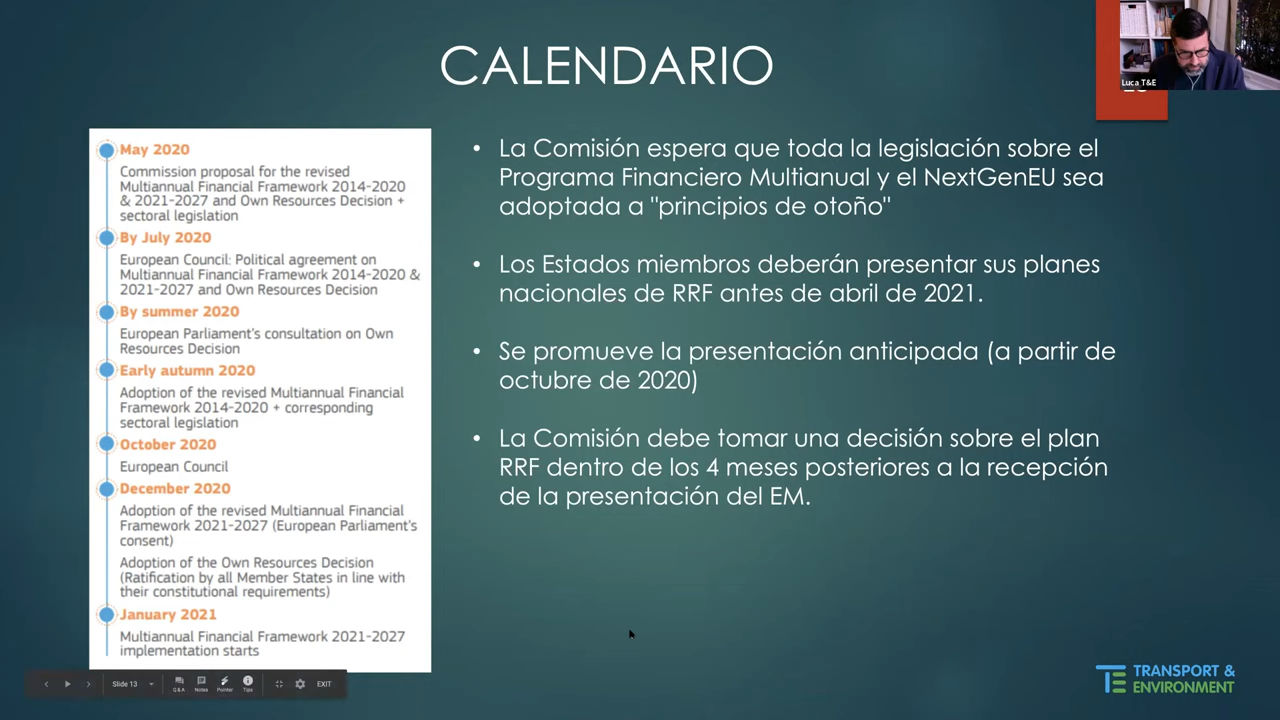 CALENDARIO
Luca T&E
May 2020
Commission proposal for the revised
Multiannual Financial Framework 2014-2020
& 2021-2027 and Own Resources Decision +
sectoral legislation
By July 2020
European Council: Political agreement on
Multiannual Financial Framework 2014-2020 &
2021-2027 and Own Resources Decision
By summer 2020
European Parliament's consultation on Own
Resources Decision
Early autumn 2020
Adoption of the revised Multiannual Financial
Framework 2014-2020 + corresponding
sectoral legislation
October 2020
European Council
December 2020
Adoption of the revised Multiannual Financial
Framework 2021-2027 (European Parliament's
consent)
Adoption of the Own Resources Decision
(Ratification by all Member States in line with
their constitutional requirements)
January 2021
Multiannual Financial Framework 2021-2027
implementation starts
• La Comisión espera que toda la legislación sobre el
Programa Financiero Multianual y el NextGenEU sea
adoptada a "principios de otoño"
• Los Estados miembros deberán presentar sus planes
nacionales de RRF antes de abril de 2021.
• Se promueve la presentación anticipada (a partir de
octubre de 2020)
• La Comisión debe tomar una decisión sobre el plan
RRF dentro de los 4 meses posteriores a la recepción
de la presentación del EM.
Slide 13
Q&A
Notes
Pointer
Tips
EXIT
TRANSPORT &
ENVIRONMENT